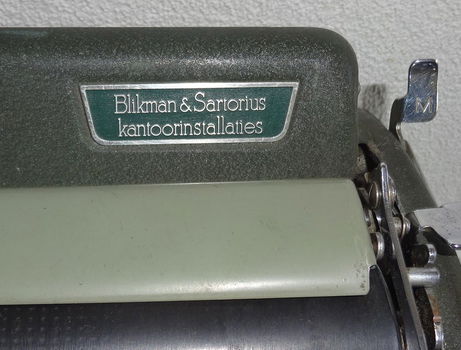 Blikman & Sartorius
kantoorinstallaties
M